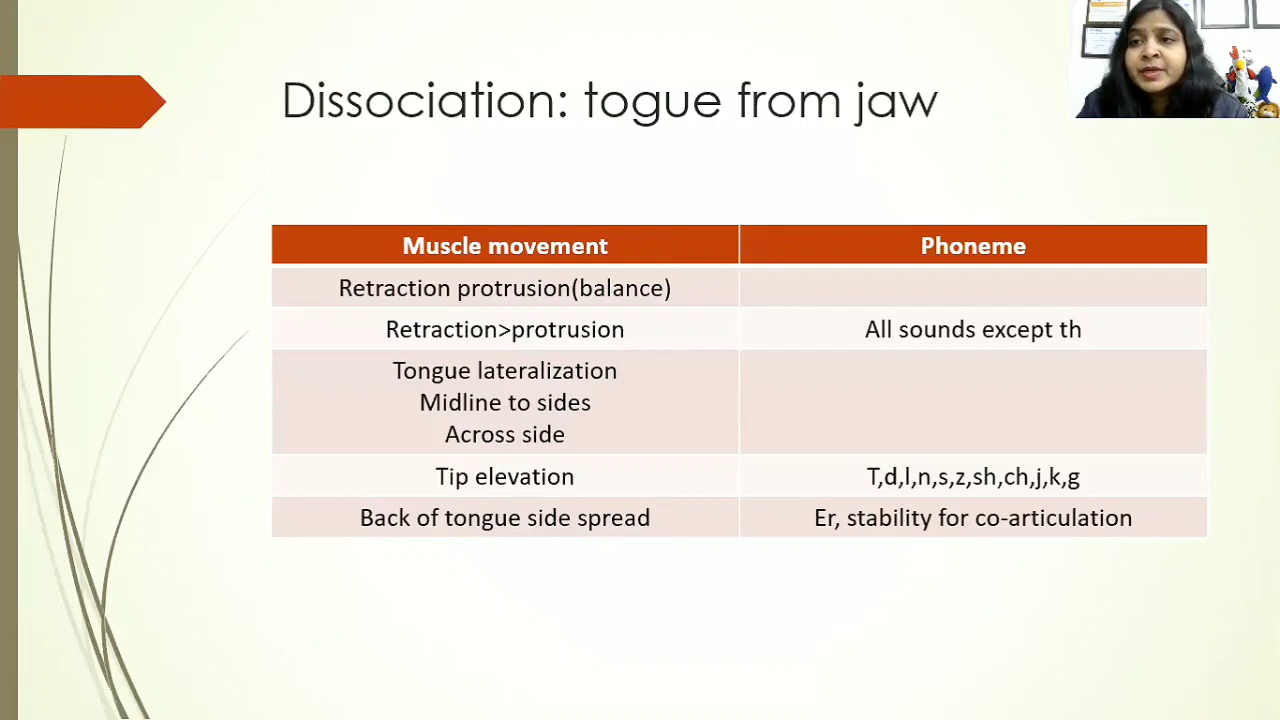 Dissociation: togue from jaw
Muscle movement Phoneme
Retraction protrusion(balance)
Retraction>protrusion All sounds except th
Tongue lateralization
Midline to sides
Across side
Tip elevation T,d,l,n,s,z,sh,ch,j,k,g
Back of tongue side spread Er, stability for co-articulation